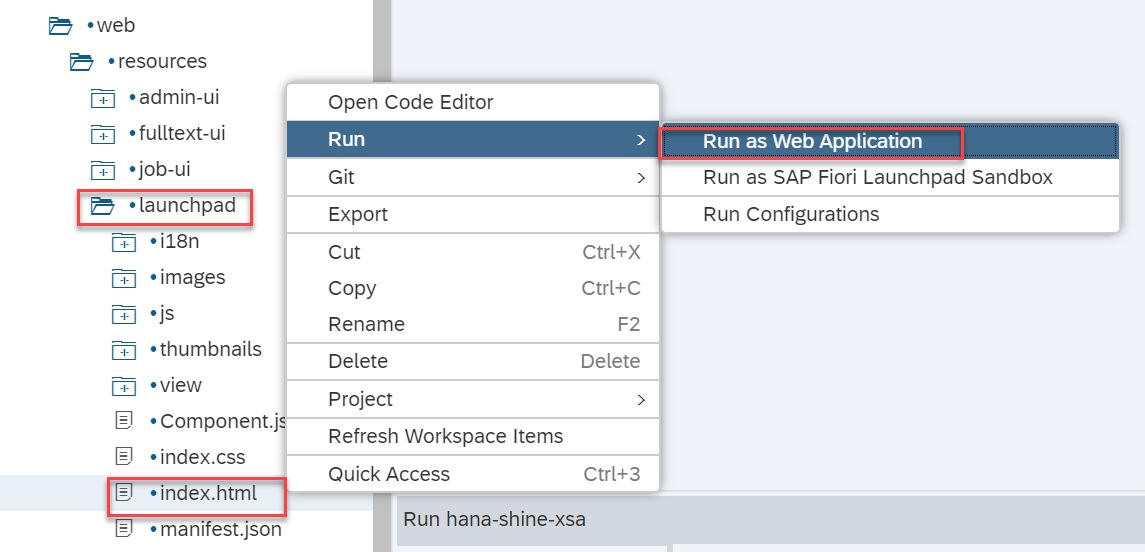 •web
•resources
•admin-ui
•fulltext-ui
•job-ui
•launchpad
•i18n
•images
•js
•thumbnails
•view
•Component.js
•index.css
•index.html
•manifest.json
Open Code Editor
Run >
Git >
Export
Cut Ctrl+X
Copy Ctrl+C
Rename F2
Delete Delete
Project >
Refresh Workspace Items
Quick Access Ctrl+3
Run as Web Application
Run as SAP Fiori Launchpad Sandbox
Run Configurations
Run hana-shine-xsa